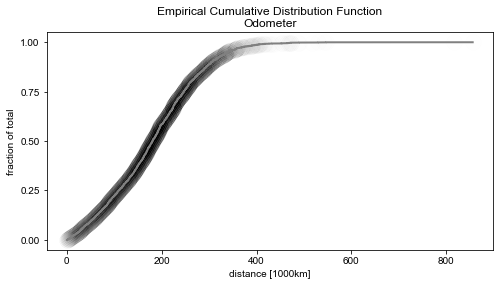 Empirical Cumulative Distribution Function
Odometer
1.00
0.75
0.50
0.25
0.00
fraction of total
0 200 400 600 800
distance [1000km]